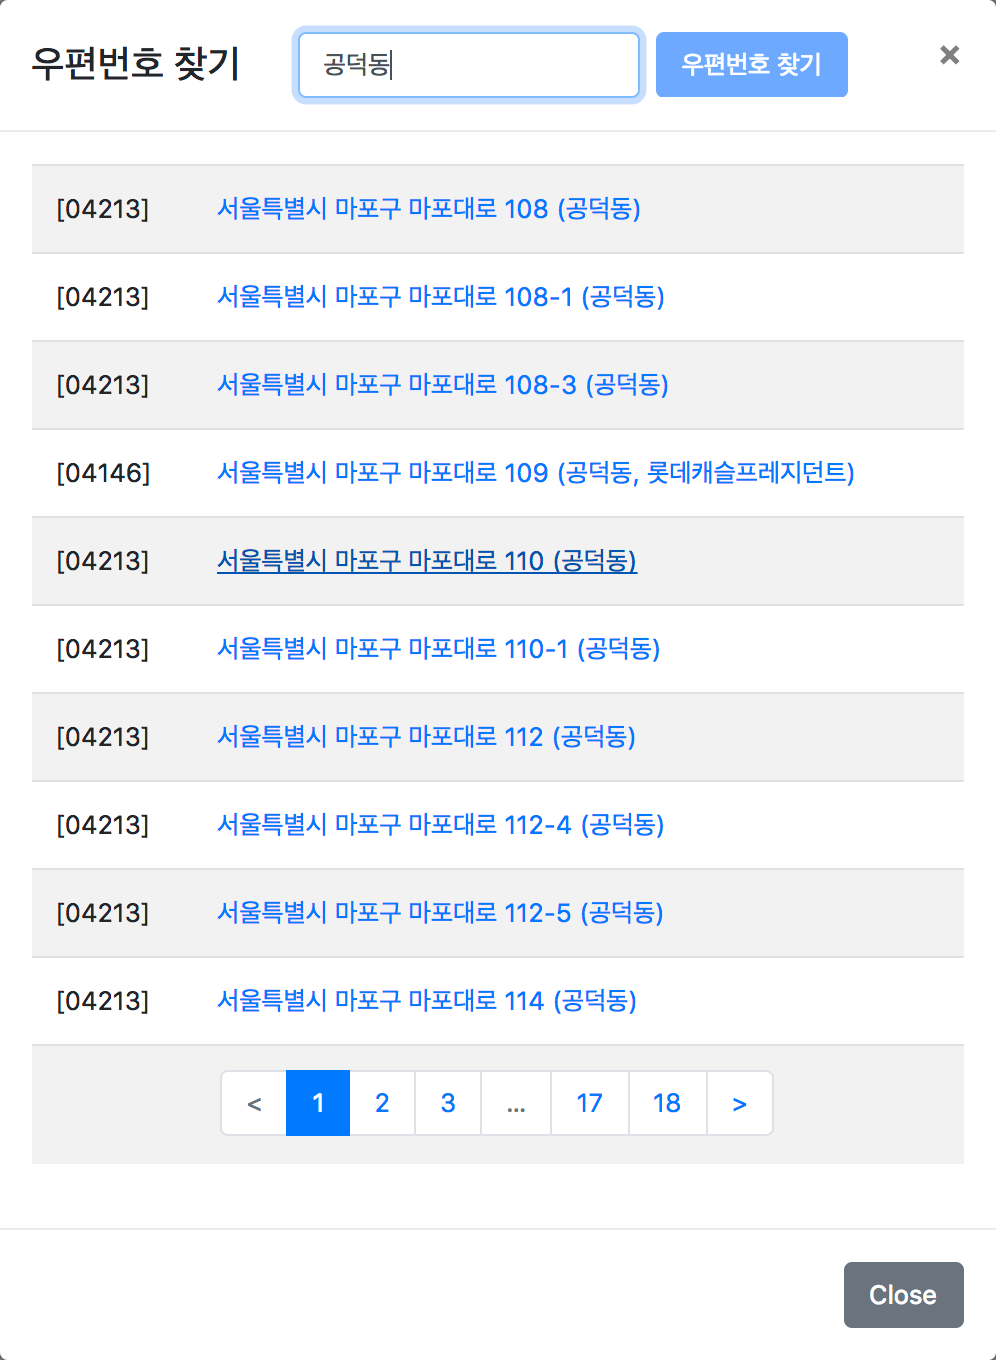 우편번호 찾기 공덕동 우편번호 찾기 ×
[04213] 서울특별시 마포구 마포대로 108 (공덕동)
[04213] 서울특별시 마포구 마포대로 108-1 (공덕동)
[04213] 서울특별시 마포구 마포대로 108-3 (공덕동)
[04146] 서울특별시 마포구 마포대로 109 (공덕동, 롯데캐슬프레지던트)
[04213] 서울특별시 마포구 마포대로 110 (공덕동)
[04213] 서울특별시 마포구 마포대로 110-1 (공덕동)
[04213] 서울특별시 마포구 마포대로 112 (공덕동)
[04213] 서울특별시 마포구 마포대로 112-4 (공덕동)
[04213] 서울특별시 마포구 마포대로 112-5 (공덕동)
[04213] 서울특별시 마포구 마포대로 114 (공덕동)
< 1 2 3 ... 17 18 >
Close